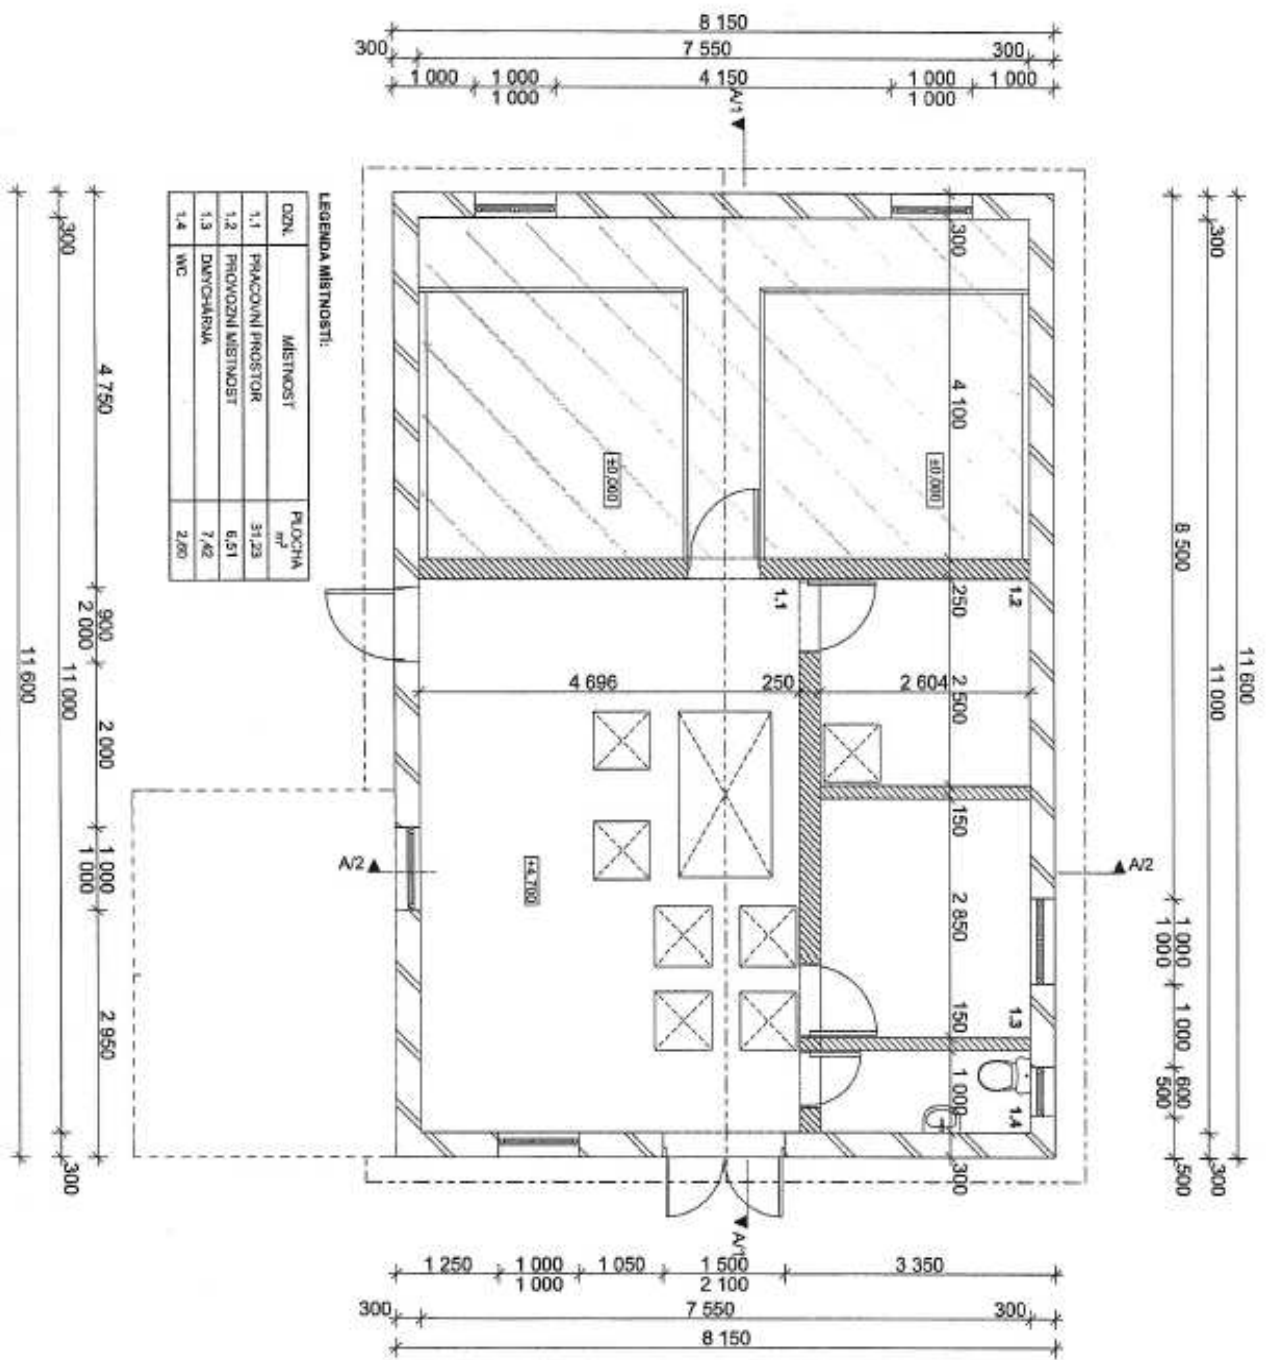 8 150
300 7 550 300
1 000 1 000 4 150 1 000 1 000
1 000 1 000
A/1
LEGENDA MÍSTNOSTÍ:
OZN. MÍSTNOST PLOCHA m²
1.1 PRACOVNÍ PROSTOR 31,23
1.2 PROVOZNÍ MÍSTNOST 6,51
1.3 DMYCHÁRNA 7,42
1.4 WC 2,60
11 600
300 11 000 300
4 750 900 2 000 1 000 2 950
2 000 1 000
±0,000
±0,000
300 4 100 250 2 500 150 2 850 150 1 000 300
1.1
1.2
4 696 250 2 604
+4,700
A/2
A/2
1.3
1.4
8 500 1 000 1 000 600 500
1 000 500
300 11 000 300
11 600
A/1
1 250 1 000 1 050 1 500 3 350
1 000 2 100
300 7 550 300
8 150